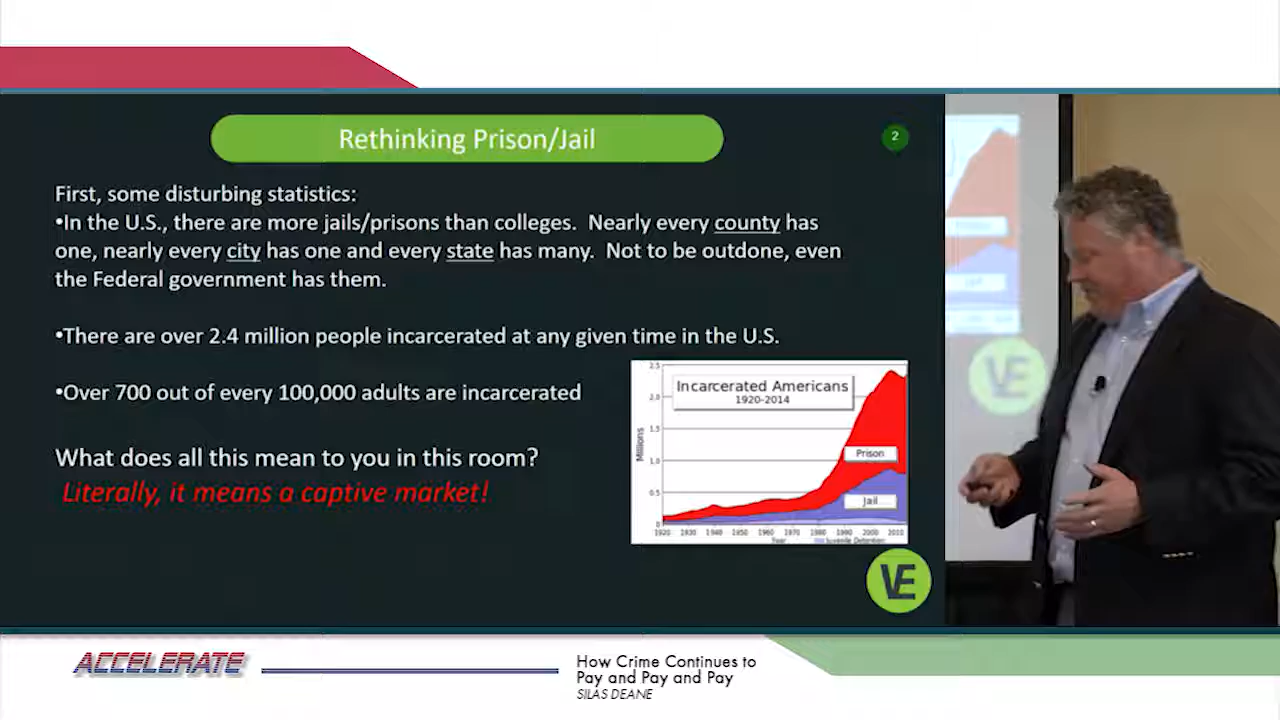 Rethinking Prison/Jail
2
First, some disturbing statistics:
•In the U.S., there are more jails/prisons than colleges. Nearly every county has
one, nearly every city has one and every state has many. Not to be outdone, even
the Federal government has them.
•There are over 2.4 million people incarcerated at any given time in the U.S.
•Over 700 out of every 100,000 adults are incarcerated
What does all this mean to you in this room?
Literally, it means a captive market!
Incarcerated Americans
1920-2014
Millions
2.5
2.0
1.5
1.0
0.5
0
Prison
Jail
1920 1930 1940 1950 1960 1970 1980 1990 2000 2010
Year
Juvenile Detention
VE
VE
ACCELERATE
How Crime Continues to
Pay and Pay and Pay
SILAS DEANE